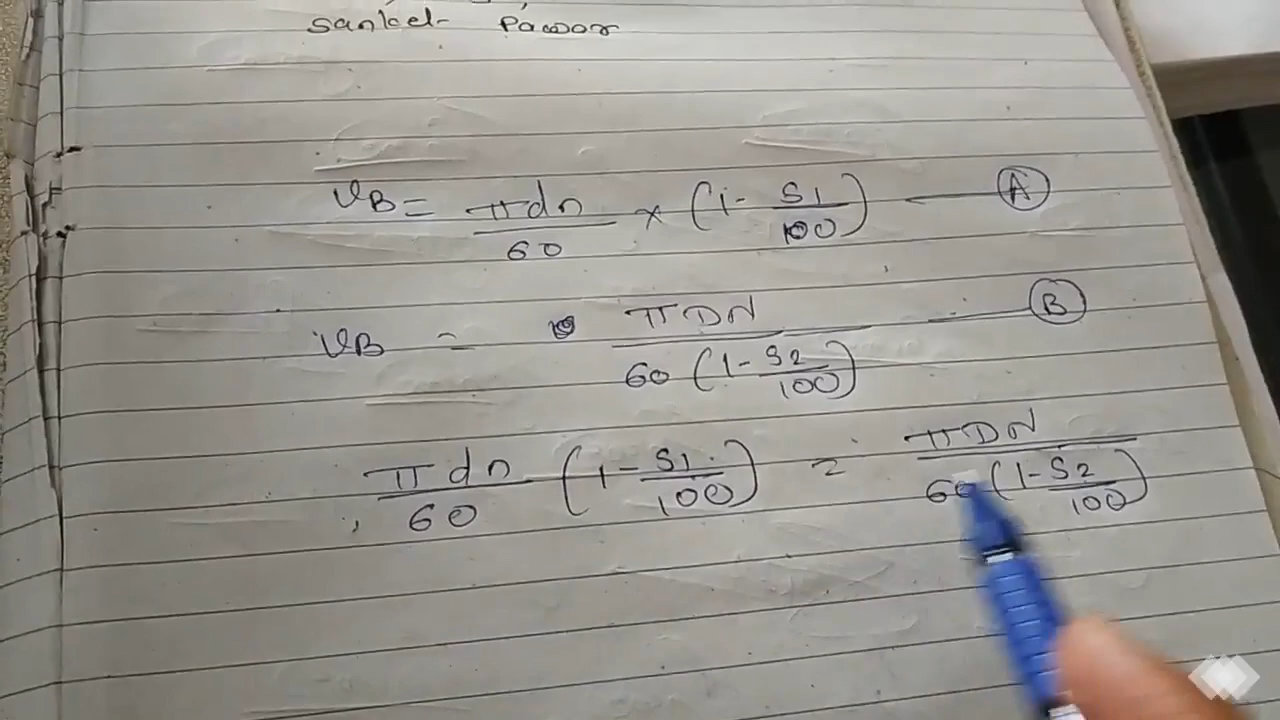 Sanket Pawar
VB = πdn/60 × (1 - S1/100) — (A)
VB = πDN/60(1 - S2/100) — (B)
πdn/60 (1 - S1/100) = πDN/60(1 - S2/100)